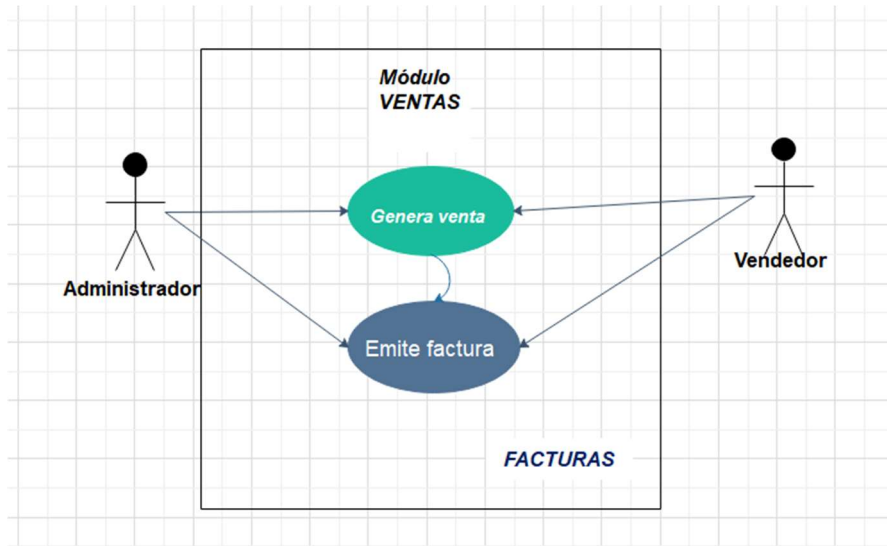 Módulo
VENTAS
Genera venta
Administrador
Vendedor
Emite factura
FACTURAS